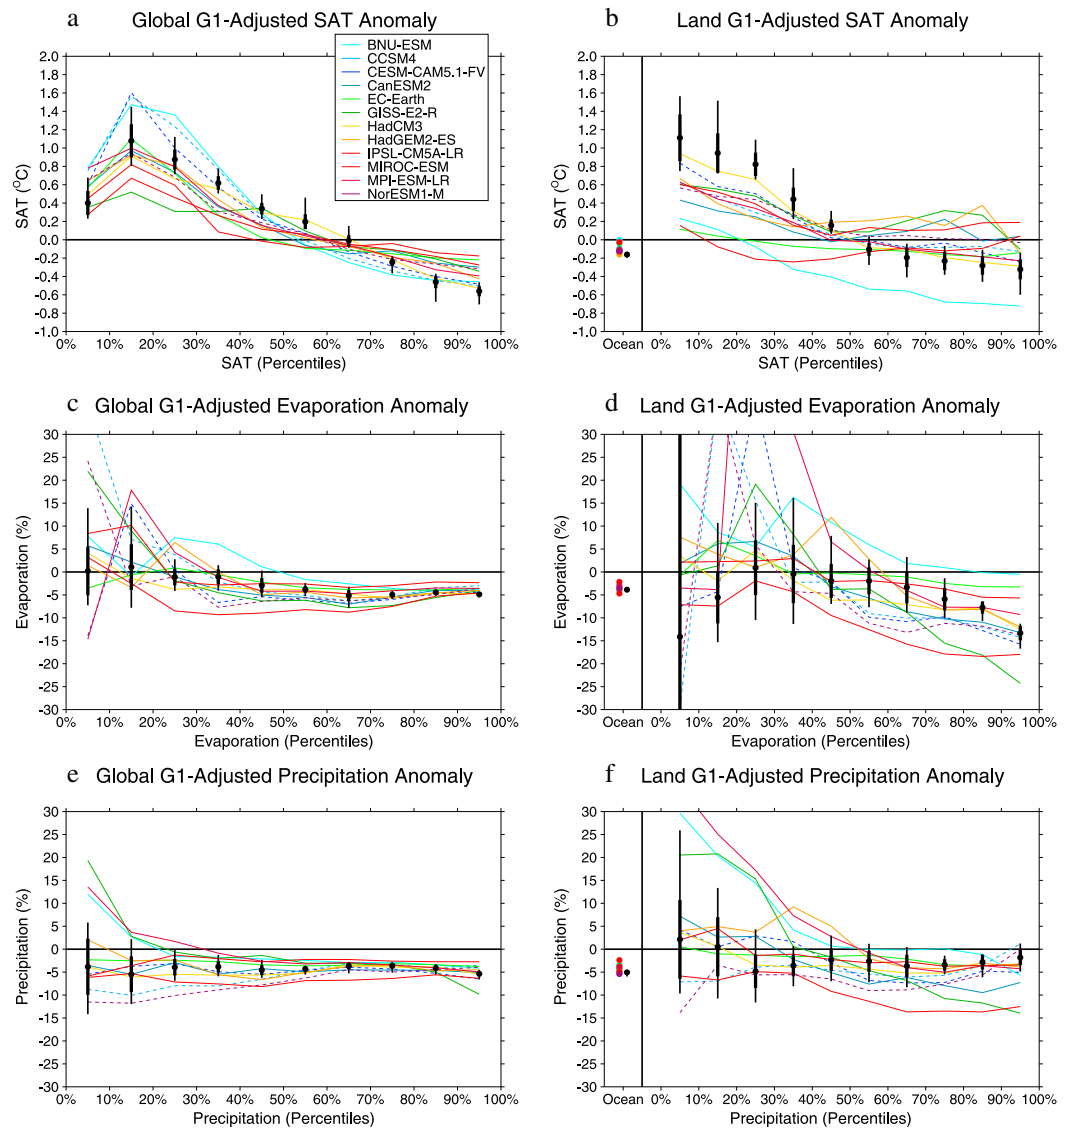 a Global G1-Adjusted SAT Anomaly
BNU-ESM
CCSM4
CESM-CAM5.1-FV
CanESM2
EC-Earth
GISS-E2-R
HadCM3
HadGEM2-ES
IPSL-CM5A-LR
MIROC-ESM
MPI-ESM-LR
NorESM1-M
SAT (°C)
2.0
1.8
1.6
1.4
1.2
1.0
0.8
0.6
0.4
0.2
0.0
-0.2
-0.4
-0.6
-0.8
-1.0
0% 10% 20% 30% 40% 50% 60% 70% 80% 90% 100%
SAT (Percentiles)
b Land G1-Adjusted SAT Anomaly
SAT (°C)
2.0
1.8
1.6
1.4
1.2
1.0
0.8
0.6
0.4
0.2
0.0
-0.2
-0.4
-0.6
-0.8
-1.0
Ocean 0% 10% 20% 30% 40% 50% 60% 70% 80% 90% 100%
SAT (Percentiles)
c Global G1-Adjusted Evaporation Anomaly
Evaporation (%)
30
25
20
15
10
5
0
-5
-10
-15
-20
-25
-30
0% 10% 20% 30% 40% 50% 60% 70% 80% 90% 100%
Evaporation (Percentiles)
d Land G1-Adjusted Evaporation Anomaly
Evaporation (%)
30
25
20
15
10
5
0
-5
-10
-15
-20
-25
-30
Ocean 0% 10% 20% 30% 40% 50% 60% 70% 80% 90% 100%
Evaporation (Percentiles)
e Global G1-Adjusted Precipitation Anomaly
Precipitation (%)
30
25
20
15
10
5
0
-5
-10
-15
-20
-25
-30
0% 10% 20% 30% 40% 50% 60% 70% 80% 90% 100%
Precipitation (Percentiles)
f Land G1-Adjusted Precipitation Anomaly
Precipitation (%)
30
25
20
15
10
5
0
-5
-10
-15
-20
-25
-30
Ocean 0% 10% 20% 30% 40% 50% 60% 70% 80% 90% 100%
Precipitation (Percentiles)